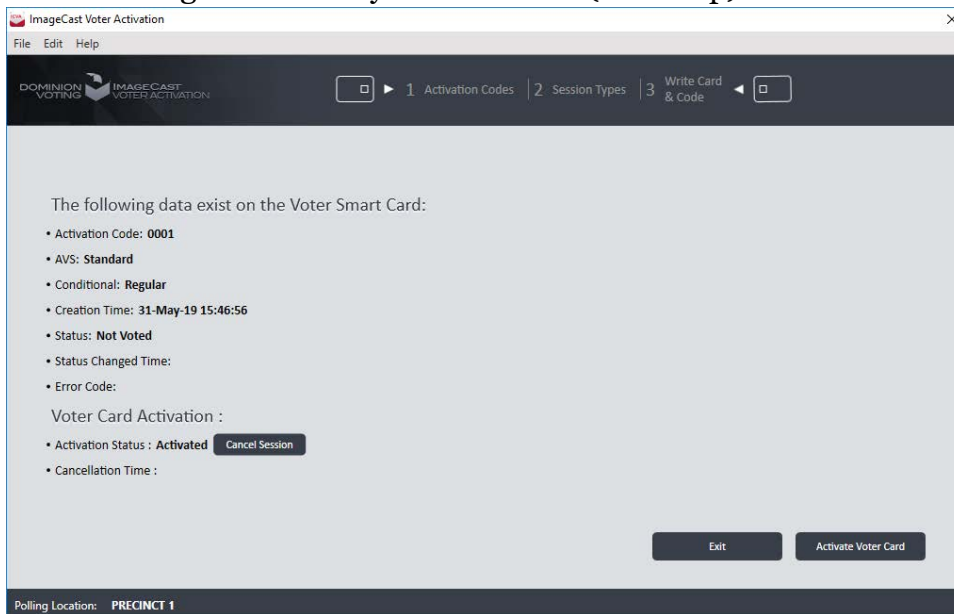 ImageCast Voter Activation
File Edit Help
DOMINION VOTING IMAGECAST VOTER ACTIVATION
1 Activation Codes 2 Session Types 3 Write Card & Code
The following data exist on the Voter Smart Card:
• Activation Code: 0001
• AVS: Standard
• Conditional: Regular
• Creation Time: 31-May-19 15:46:56
• Status: Not Voted
• Status Changed Time:
• Error Code:
Voter Card Activation :
• Activation Status : Activated Cancel Session
• Cancellation Time :
Exit Activate Voter Card
Polling Location: PRECINCT 1